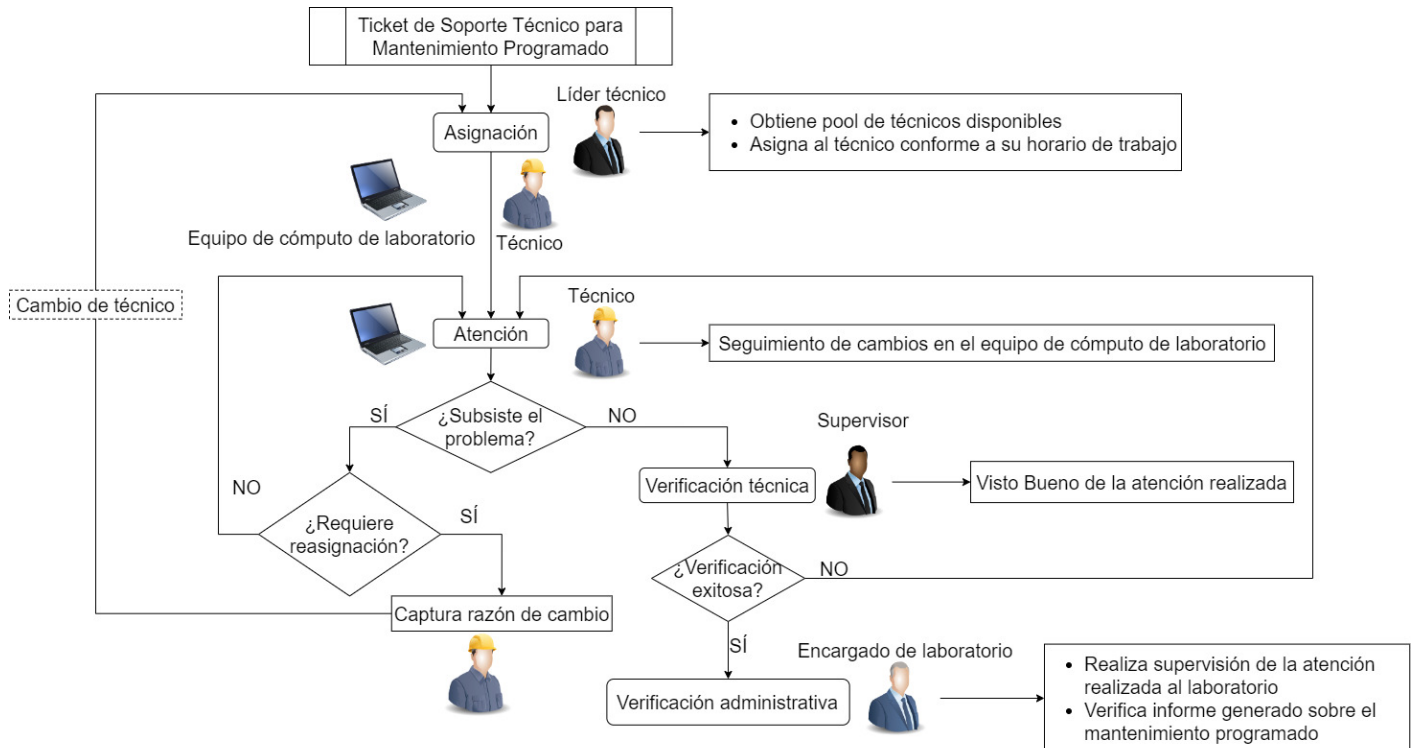 Ticket de Soporte Técnico para
Mantenimiento Programado
Líder técnico
Asignación
• Obtiene pool de técnicos disponibles
• Asigna al técnico conforme a su horario de trabajo
Equipo de cómputo de laboratorio
Técnico
Cambio de técnico
Técnico
Atención
Seguimiento de cambios en el equipo de cómputo de laboratorio
SÍ
¿Subsiste el
problema?
NO
Supervisor
Verificación técnica
Visto Bueno de la atención realizada
NO
¿Requiere
reasignación?
SÍ
¿Verificación
exitosa?
NO
Captura razón de cambio
SÍ
Encargado de laboratorio
Verificación administrativa
• Realiza supervisión de la atención
realizada al laboratorio
• Verifica informe generado sobre el
mantenimiento programado